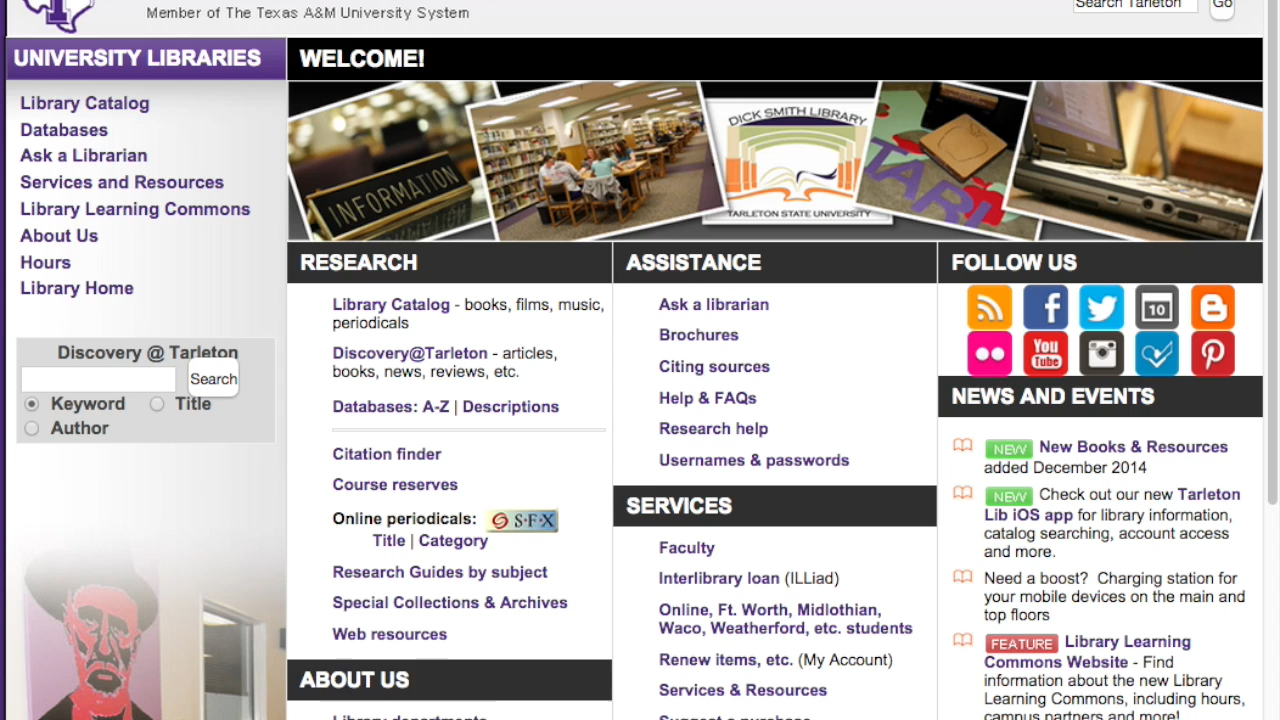 Member of The Texas A&M University System
Search Tarleton
Go
UNIVERSITY LIBRARIES
Library Catalog
Databases
Ask a Librarian
Services and Resources
Library Learning Commons
About Us
Hours
Library Home
Discovery @ Tarleton
Search
Keyword
Title
Author
WELCOME!
INFORMATION
DICK SMITH LIBRARY
TARLETON STATE UNIVERSITY
TARL
RESEARCH
Library Catalog - books, films, music,
periodicals
Discovery@Tarleton - articles,
books, news, reviews, etc.
Databases: A-Z | Descriptions
Citation finder
Course reserves
Online periodicals: S·F·X
Title | Category
Research Guides by subject
Special Collections & Archives
Web resources
ABOUT US
Library departments
ASSISTANCE
Ask a librarian
Brochures
Citing sources
Help & FAQs
Research help
Usernames & passwords
SERVICES
Faculty
Interlibrary loan (ILLiad)
Online, Ft. Worth, Midlothian,
Waco, Weatherford, etc. students
Renew items, etc. (My Account)
Services & Resources
Suggest a purchase
FOLLOW US
10
You
Tube
NEWS AND EVENTS
NEW New Books & Resources
added December 2014
NEW Check out our new Tarleton
Lib iOS app for library information,
catalog searching, account access
and more.
Need a boost?  Charging station for
your mobile devices on the main and
top floors
FEATURE Library Learning
Commons Website - Find
information about the new Library
Learning Commons, including hours,
campus partners and more!